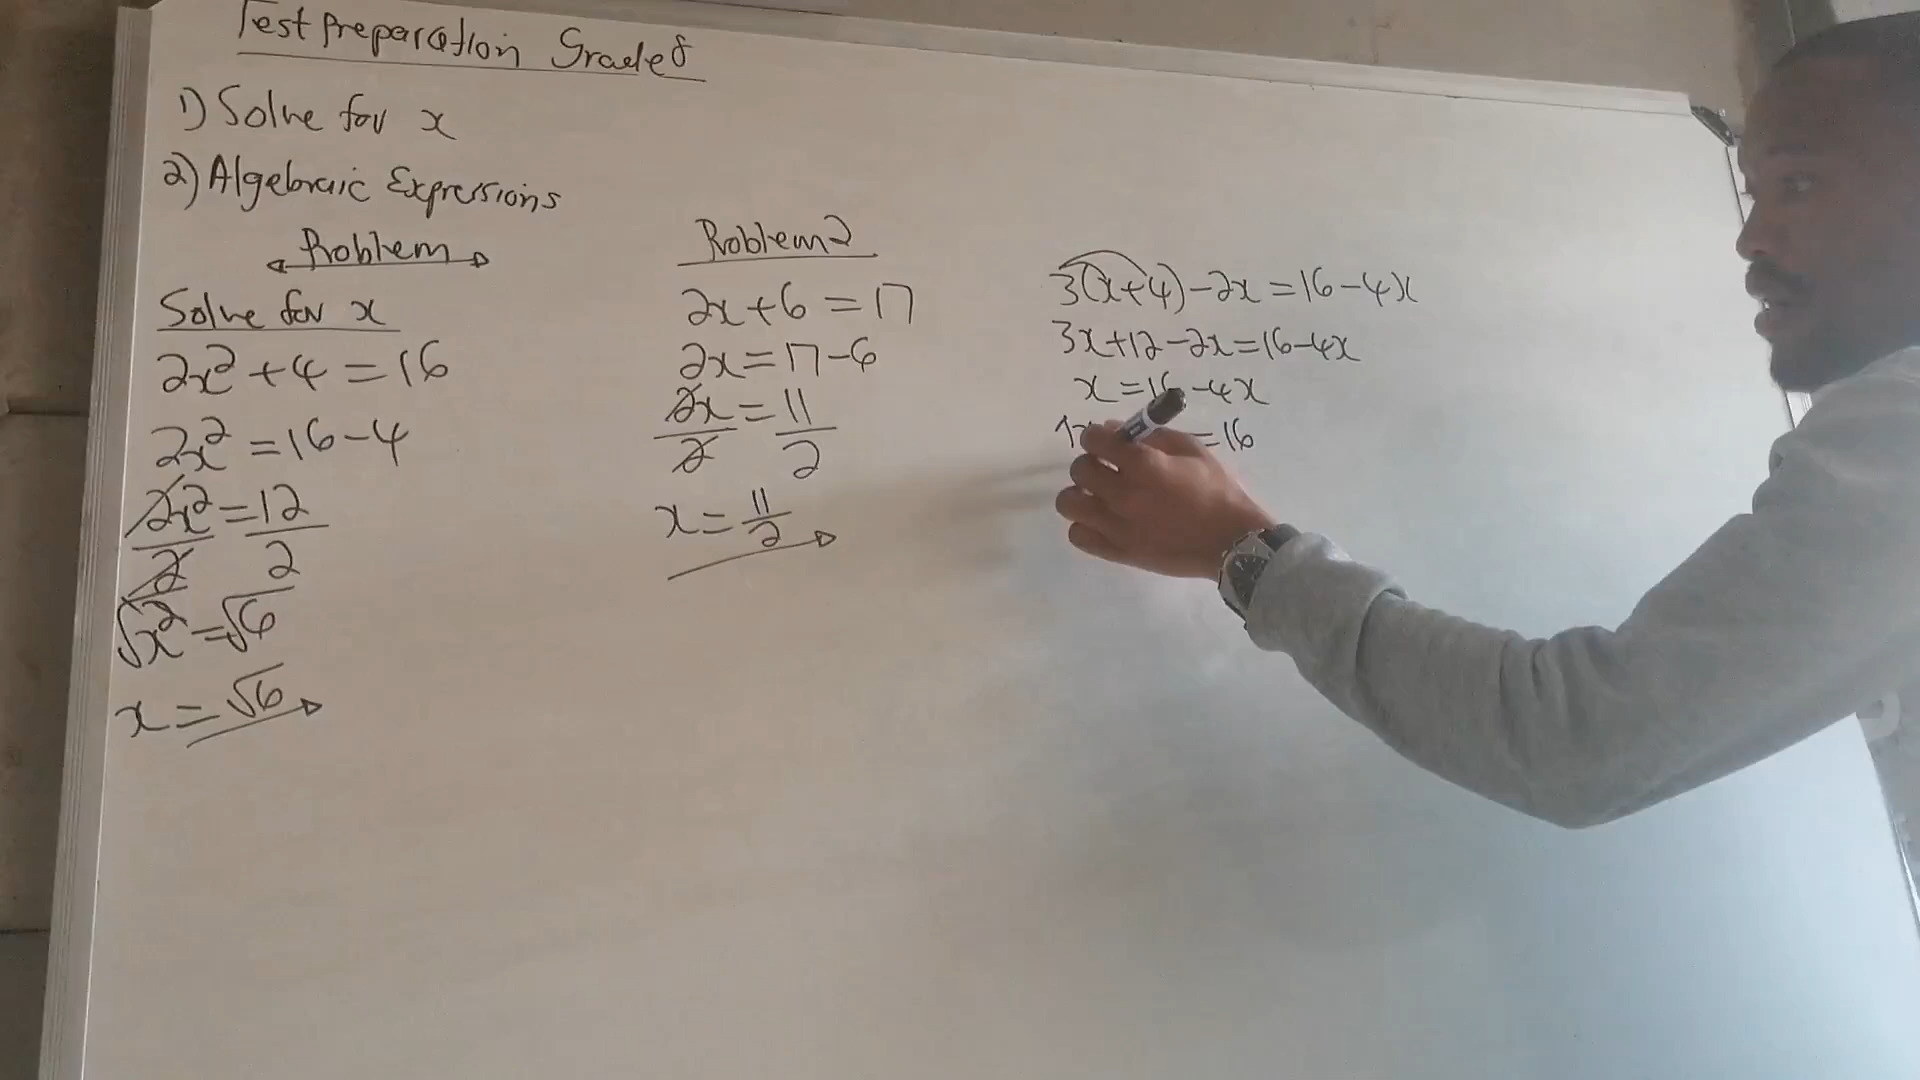 Test Preparation Grade 8
1) Solve for x
2) Algebraic Expressions
Problem
Solve for x
2x² + 4 = 16
2x² = 16 - 4
2x² = 12
2 2
√x² = √6
x = √6
Problem 2
2x + 6 = 17
2x = 17 - 6
2x = 11
2 2
x = 11/2
3(x+4) - 2x = 16 - 4x
3x + 12 - 2x = 16 - 4x
x = 16 - 4x
= 16